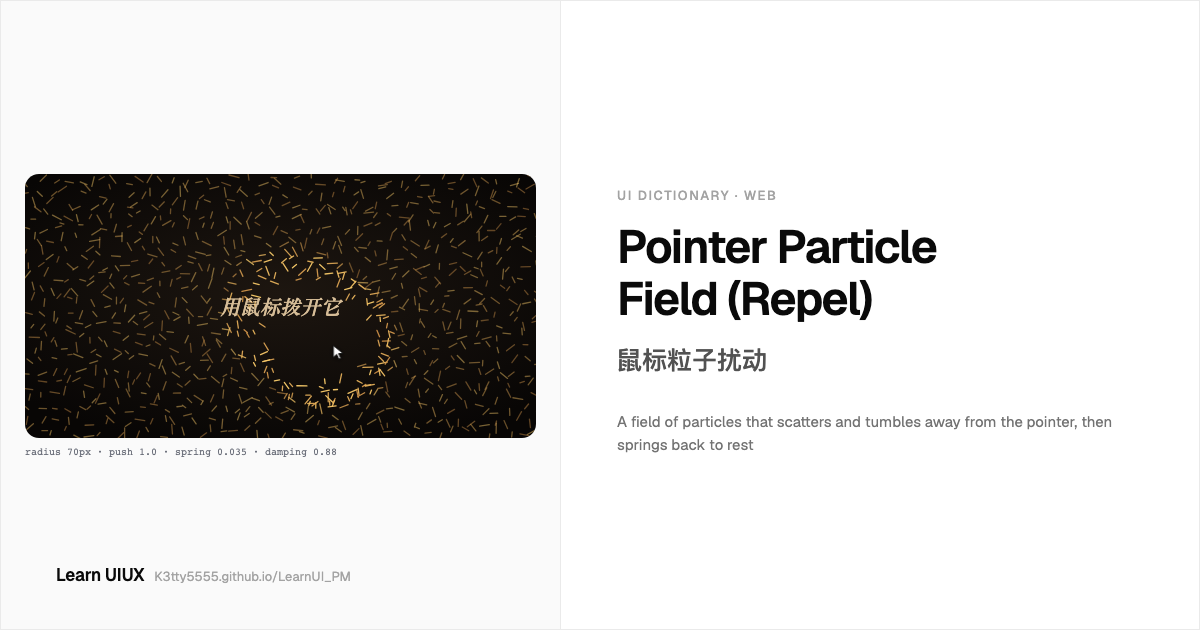 用鼠标拨开它
radius 70px · push 1.0 · spring 0.035 · damping 0.88
Learn UIUX K3tty5555.github.io/LearnUI_PM
UI DICTIONARY · WEB
Pointer Particle
Field (Repel)
鼠标粒子扰动
A field of particles that scatters and tumbles away from the pointer, then
springs back to rest